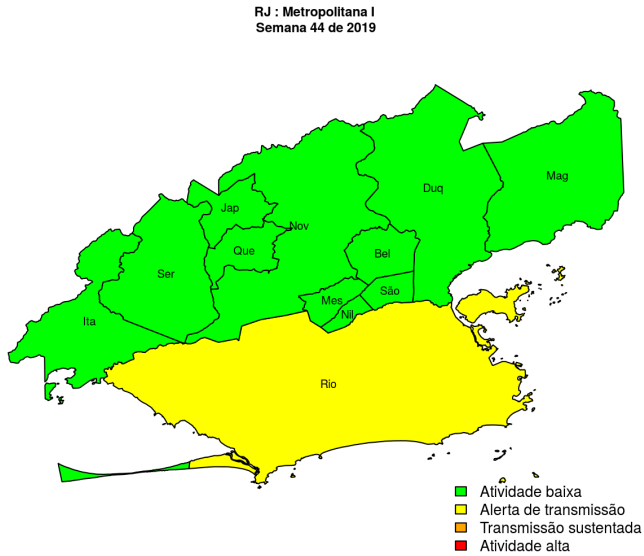 RJ : Metropolitana I
Semana 44 de 2019
Mag
Duq
Jap
Nov
Que
Bel
Ser
São
Mes
Nil
Ita
Rio
Atividade baixa
Alerta de transmissão
Transmissão sustentada
Atividade alta